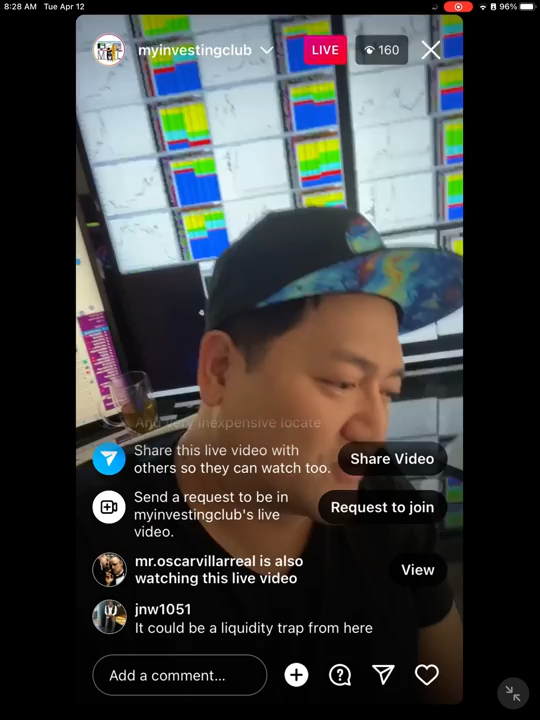 8:28 AM Tue Apr 12
96%
myinvestingclub
LIVE
160
And very inexpensive locate
Share this live video with
others so they can watch too.
Share Video
Send a request to be in
myinvestingclub's live
video.
Request to join
mr.oscarvillarreal is also
watching this live video
View
jnw1051
It could be a liquidity trap from here
Add a comment...